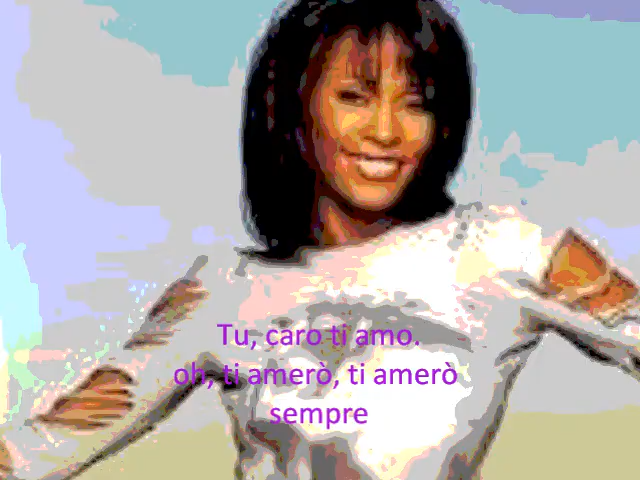 Tu, caro ti amo.
oh, ti amerò, ti amerò
sempre